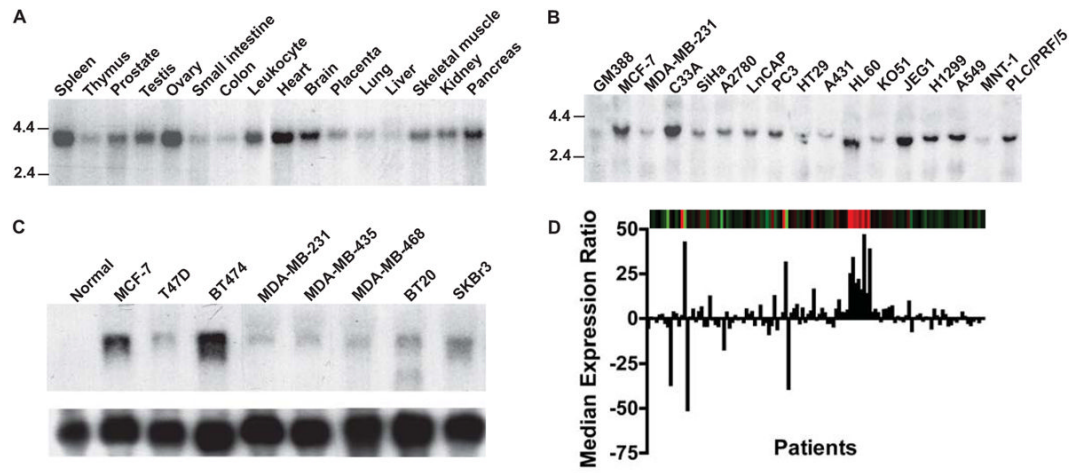 A
Spleen
Thymus
Prostate
Testis
Ovary
Small intestine
Colon
Leukocyte
Heart
Brain
Placenta
Lung
Liver
Skeletal muscle
Kidney
Pancreas
4.4
2.4
B
GM388
MCF-7
MDA-MB-231
C33A
SiHa
A2780
LnCAP
PC3
HT29
A431
HL60
KO51
JEG1
H1299
A549
MNT-1
PLC/PRF/5
4.4
2.4
C
Normal
MCF-7
T47D
BT474
MDA-MB-231
MDA-MB-435
MDA-MB-468
BT20
SKBr3
D
Median Expression Ratio
50
25
0
-25
-50
-75
Patients